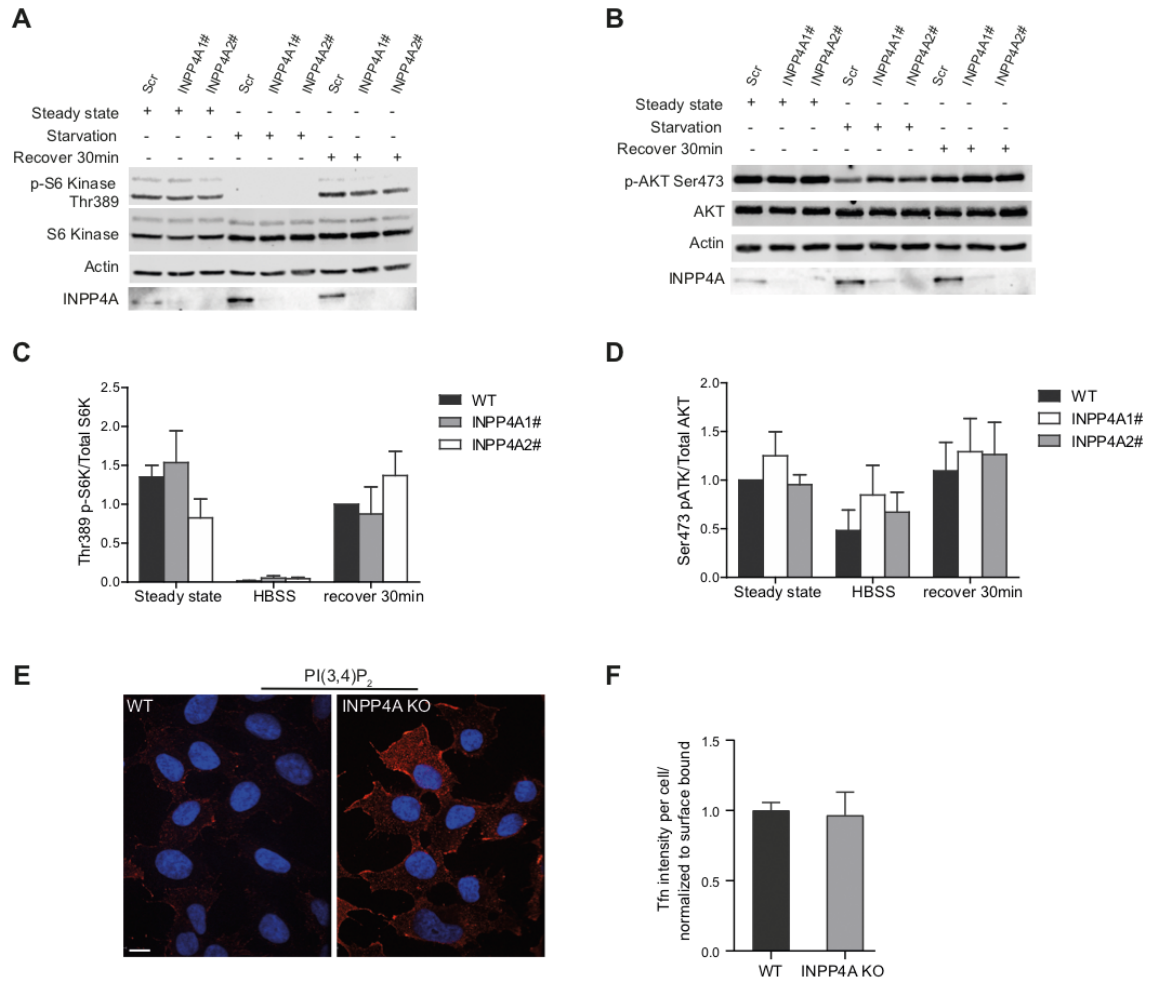 A
Scr INPP4A1# INPP4A2# Scr INPP4A1# INPP4A2# Scr INPP4A1# INPP4A2#
Steady state + + + - - - - - -
Starvation - - - + + + - - -
Recover 30min - - - - - - + + +
p-S6 Kinase
Thr389
S6 Kinase
Actin
INPP4A
B
Scr INPP4A1# INPP4A2# Scr INPP4A1# INPP4A2# Scr INPP4A1# INPP4A2#
Steady state + + + - - - - - -
Starvation - - - + + + - - -
Recover 30min - - - - - - + + +
p-AKT Ser473
AKT
Actin
INPP4A
C
Thr389 p-S6K/Total S6K
2.5
2.0
1.5
1.0
0.5
0.0
Steady state HBSS recover 30min
WT
INPP4A1#
INPP4A2#
D
Ser473 pATK/Total AKT
2.0
1.5
1.0
0.5
0.0
Steady state HBSS recover 30min
WT
INPP4A1#
INPP4A2#
E
PI(3,4)P2
WT INPP4A KO
F
Tfn intensity per cell/
normalized to surface bound
1.5
1.0
0.5
0.0
WT INPP4A KO